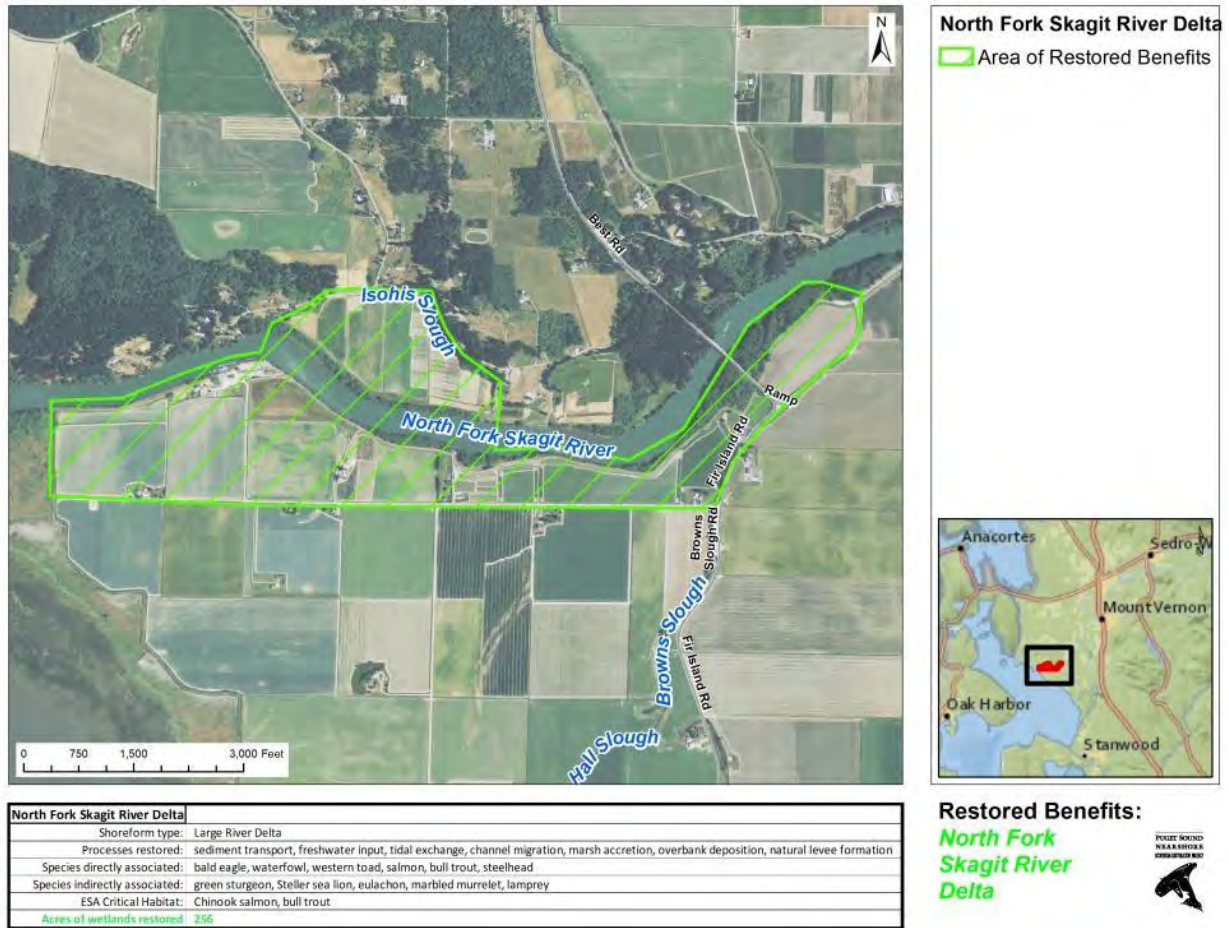 N
Best Rd
Isohis Slough
Ramp
North Fork Skagit River
Fir Island Rd
Browns
Slough Rd
Browns Slough
Fir Island Rd
Hall Slough
0 750 1,500 3,000 Feet
North Fork Skagit River Delta
Area of Restored Benefits
Anacortes
Sedro-W
Mount Vernon
Oak Harbor
Stanwood
North Fork Skagit River Delta
Shoreform type: Large River Delta
Processes restored: sediment transport, freshwater input, tidal exchange, channel migration, marsh accretion, overbank deposition, natural levee formation
Species directly associated: bald eagle, waterfowl, western toad, salmon, bull trout, steelhead
Species indirectly associated: green sturgeon, Steller sea lion, eulachon, marbled murrelet, lamprey
ESA Critical Habitat: Chinook salmon, bull trout
Acres of wetlands restored 256
Restored Benefits:
North Fork
Skagit River
Delta
PUGET SOUND
NEARSHORE